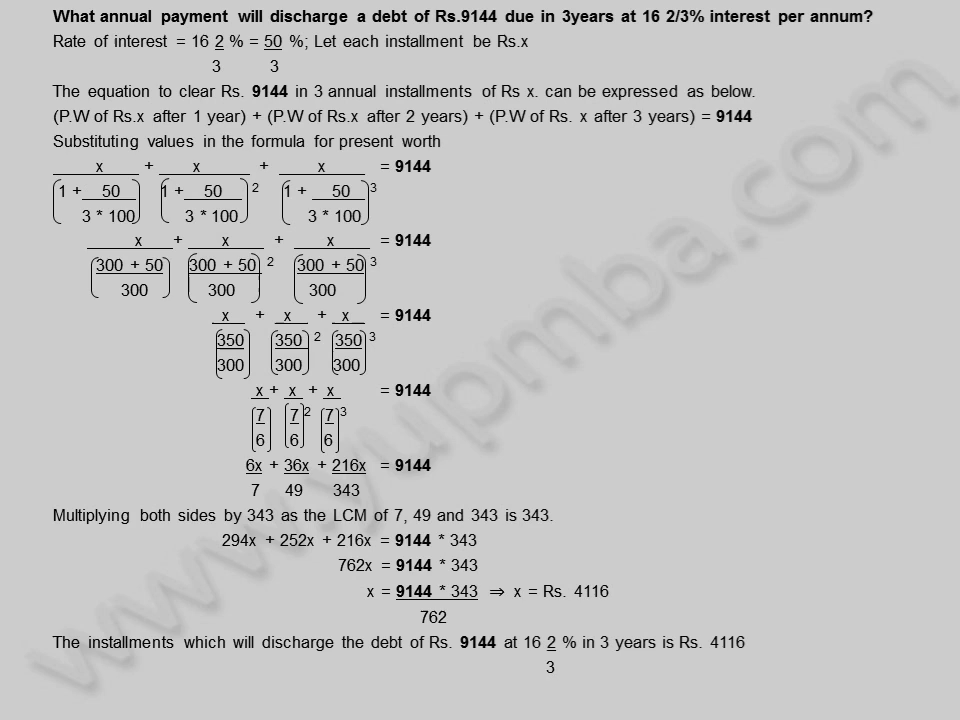 What annual payment will discharge a debt of Rs.9144 due in 3years at 16 2/3% interest per annum?
Rate of interest = 16 2 % = 50 %; Let each installment be Rs.x
3 3
The equation to clear Rs. 9144 in 3 annual installments of Rs x. can be expressed as below.
(P.W of Rs.x after 1 year) + (P.W of Rs.x after 2 years) + (P.W of Rs. x after 3 years) = 9144
Substituting values in the formula for present worth
x + x + x = 9144
(1 + 50) (1 + 50) 2 (1 + 50) 3
3 * 100 3 * 100 3 * 100
x + x + x = 9144
(300 + 50) (300 + 50) 2 (300 + 50) 3
300 300 300
x + x + x = 9144
(350) (350) 2 (350) 3
300 300 300
x + x + x = 9144
(7) (7) 2 (7) 3
6 6 6
6x + 36x + 216x = 9144
7 49 343
Multiplying both sides by 343 as the LCM of 7, 49 and 343 is 343.
294x + 252x + 216x = 9144 * 343
762x = 9144 * 343
x = 9144 * 343 ⇒ x = Rs. 4116
762
The installments which will discharge the debt of Rs. 9144 at 16 2 % in 3 years is Rs. 4116
3
www.yupmba.com